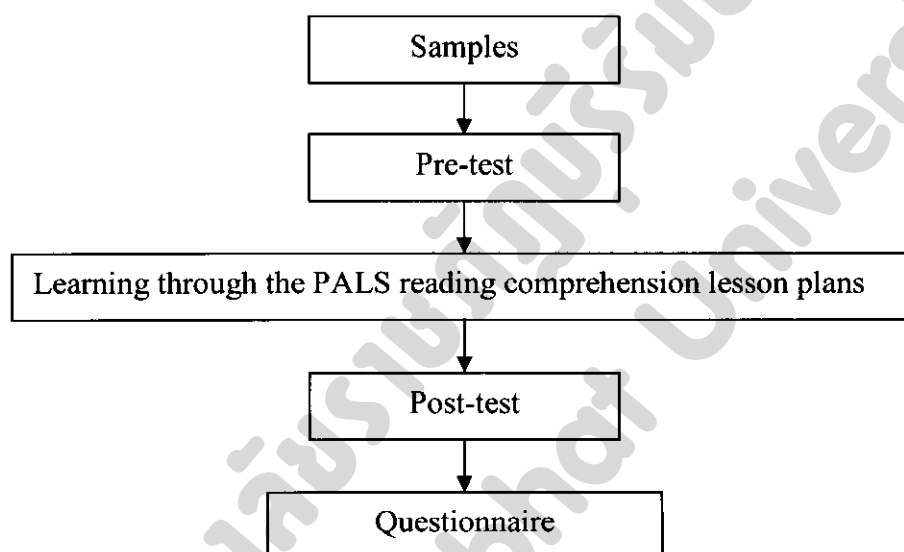 Samples
Pre-test
Learning through the PALS reading comprehension lesson plans
Post-test
Questionnaire